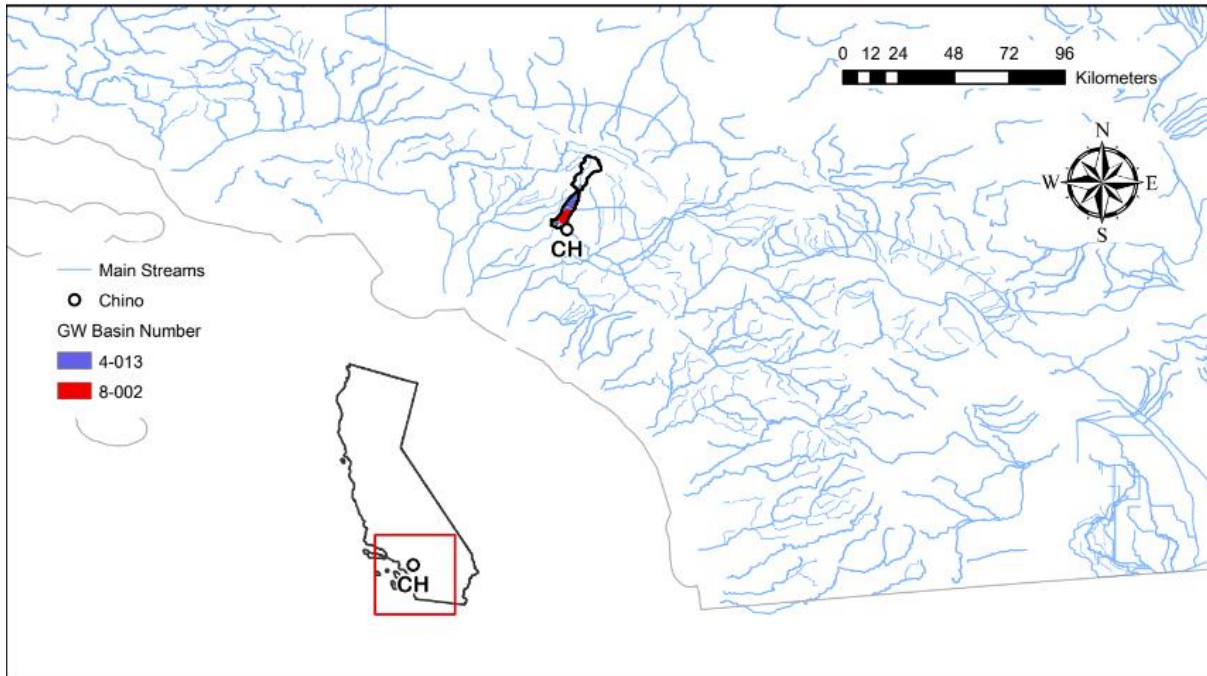 0 12 24 48 72 96
Kilometers
N
W E
S
CH
Main Streams
Chino
GW Basin Number
4-013
8-002
CH